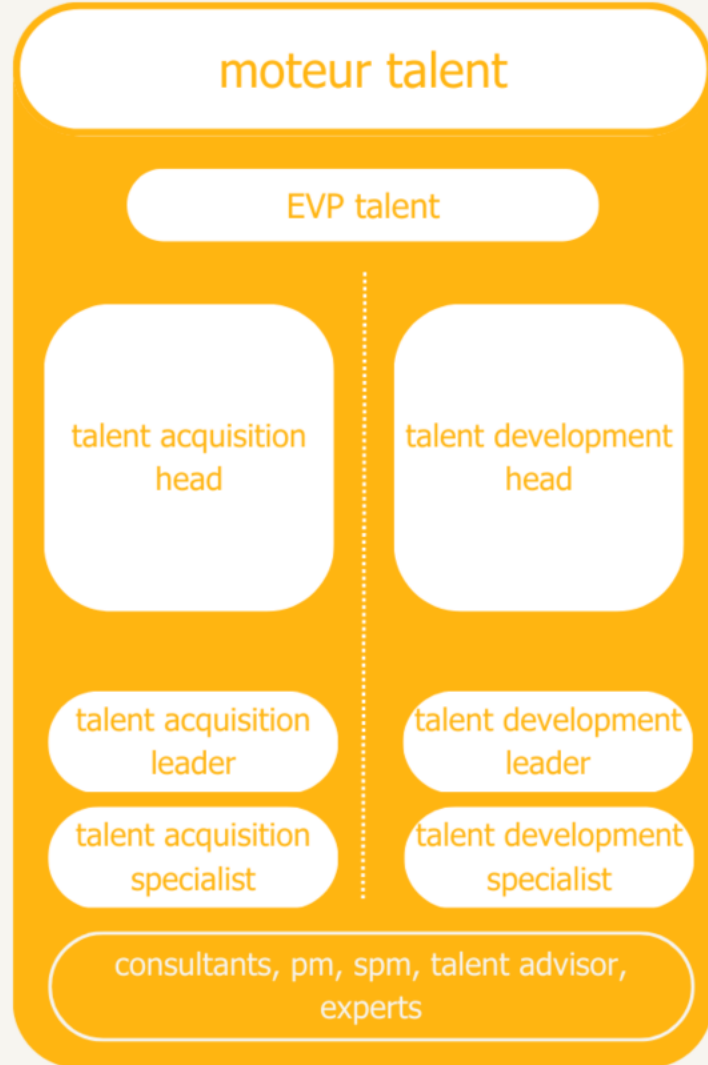 moteur talent
EVP talent
talent acquisition
head
talent development
head
talent acquisition
leader
talent development
leader
talent acquisition
specialist
talent development
specialist
consultants, pm, spm, talent advisor,
experts